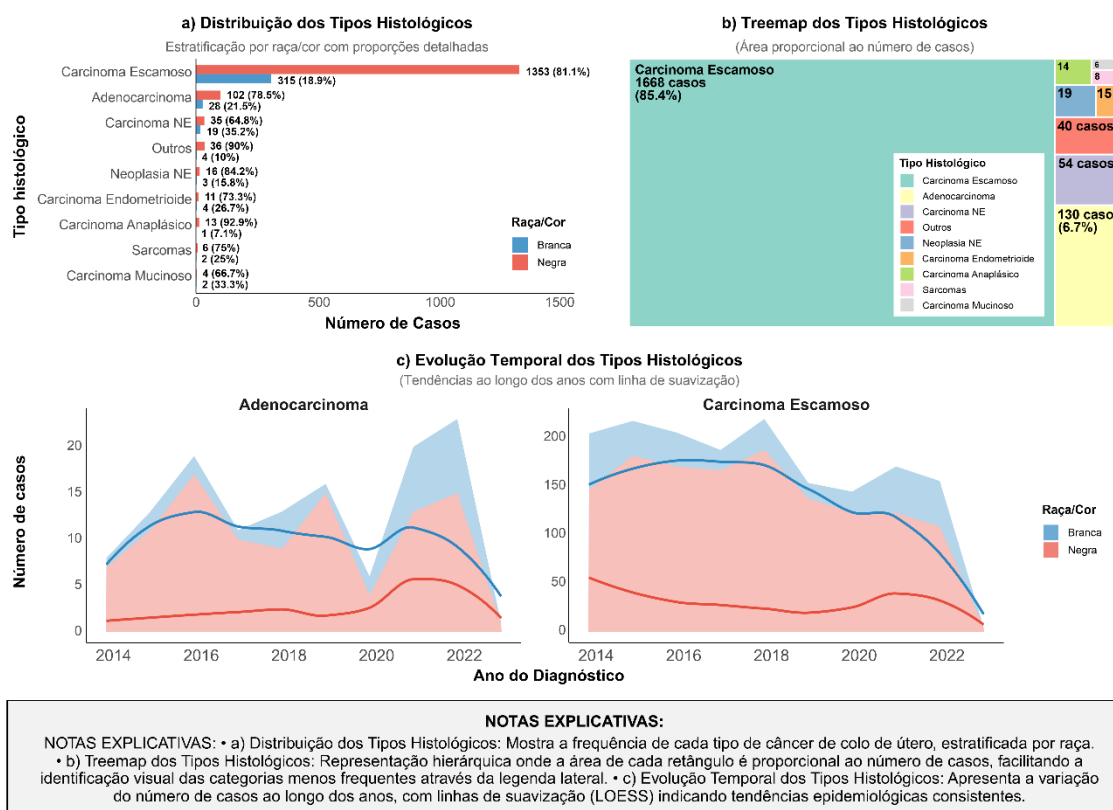 a) Distribuição dos Tipos Histológicos
Estratificação por raça/cor com proporções detalhadas
Tipo histológico
Carcinoma Escamoso
1353 (81.1%)
315 (18.9%)
Adenocarcinoma
102 (78.5%)
28 (21.5%)
Carcinoma NE
35 (64.8%)
19 (35.2%)
Outros
36 (90%)
4 (10%)
Neoplasia NE
16 (84.2%)
3 (15.8%)
Carcinoma Endometrioide
11 (73.3%)
4 (26.7%)
Carcinoma Anaplásico
13 (92.9%)
1 (7.1%)
Sarcomas
6 (75%)
2 (25%)
Carcinoma Mucinoso
4 (66.7%)
2 (33.3%)
Raça/Cor
Branca
Negra
0 500 1000 1500
Número de Casos
b) Treemap dos Tipos Histológicos
(Área proporcional ao número de casos)
Carcinoma Escamoso
1668 casos
(85.4%)
14
6
8
19
15
40 casos
54 casos
130 caso
(6.7%)
Tipo Histológico
Carcinoma Escamoso
Adenocarcinoma
Carcinoma NE
Outros
Neoplasia NE
Carcinoma Endometrioide
Carcinoma Anaplásico
Sarcomas
Carcinoma Mucinoso
c) Evolução Temporal dos Tipos Histológicos
(Tendências ao longo dos anos com linha de suavização)
Número de casos
Adenocarcinoma
20
15
10
5
0
2014 2016 2018 2020 2022
Carcinoma Escamoso
200
150
100
50
0
2014 2016 2018 2020 2022
Ano do Diagnóstico
Raça/Cor
Branca
Negra
NOTAS EXPLICATIVAS:
NOTAS EXPLICATIVAS: • a) Distribuição dos Tipos Histológicos: Mostra a frequência de cada tipo de câncer de colo de útero, estratificada por raça.
• b) Treemap dos Tipos Histológicos: Representação hierárquica onde a área de cada retângulo é proporcional ao número de casos, facilitando a
identificação visual das categorias menos frequentes através da legenda lateral. • c) Evolução Temporal dos Tipos Histológicos: Apresenta a variação
do número de casos ao longo dos anos, com linhas de suavização (LOESS) indicando tendências epidemiológicas consistentes.